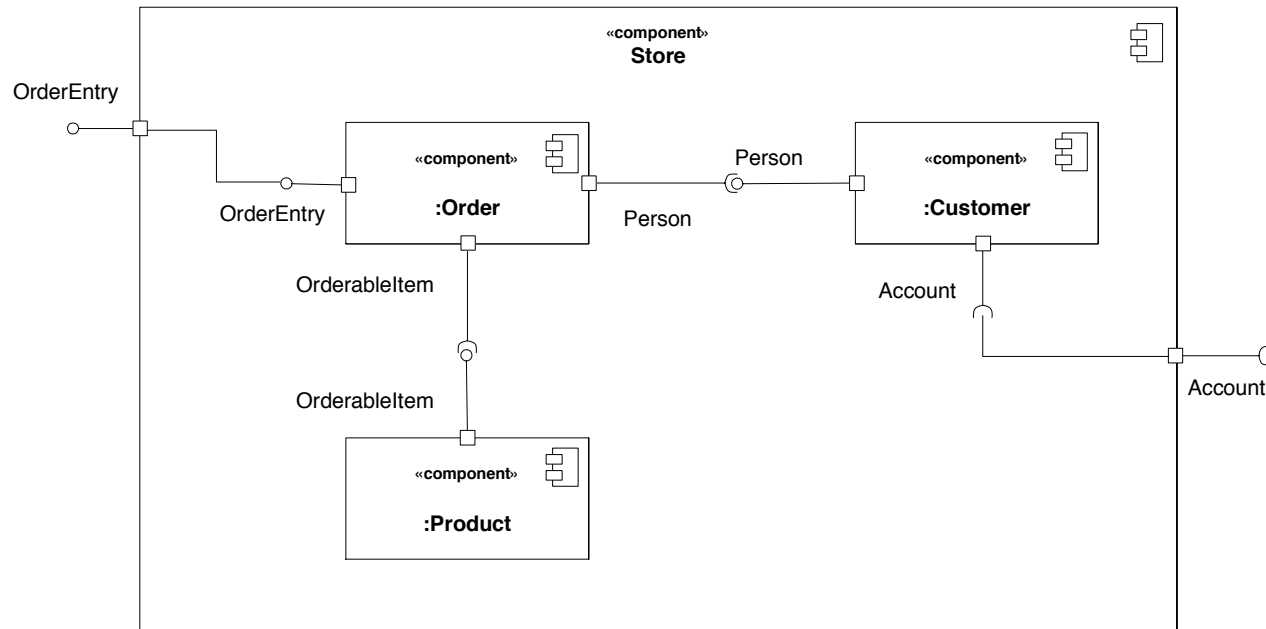 «component»
Store
OrderEntry
«component»
:Order
Person
«component»
:Customer
OrderEntry
Person
OrderableItem
Account
Account
OrderableItem
«component»
:Product